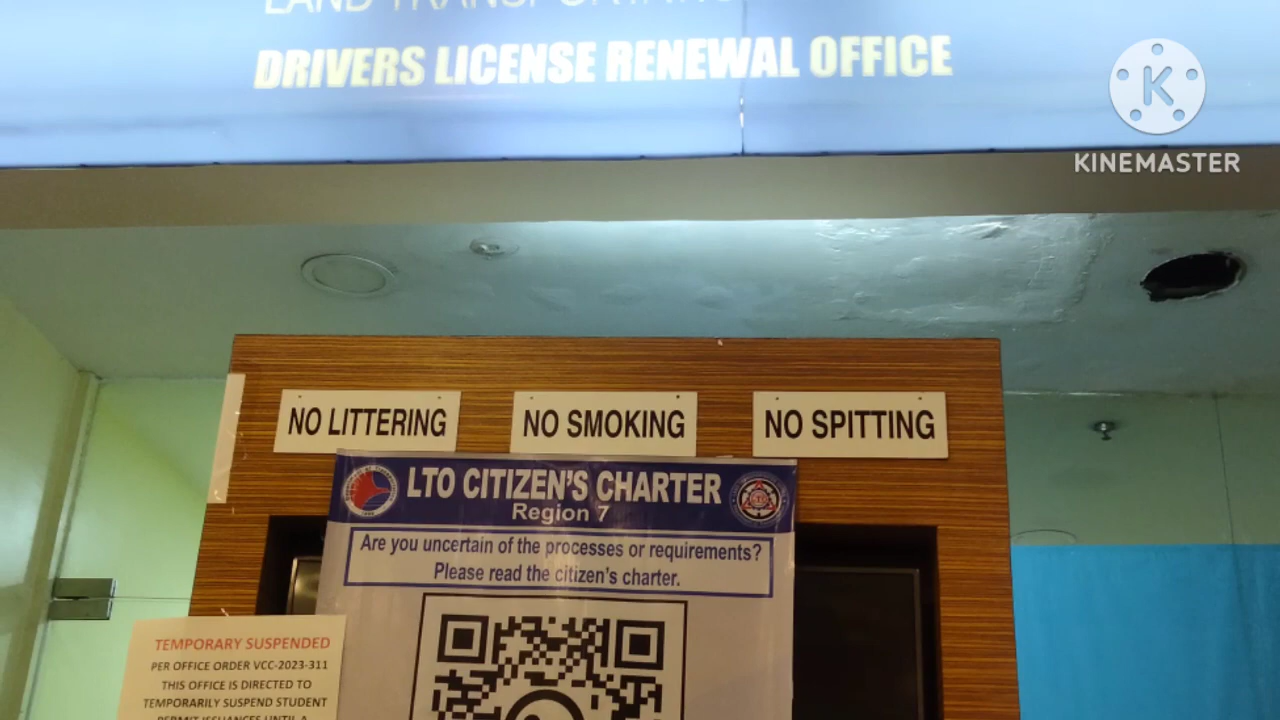 LAND TRANSPORTATION
DRIVERS LICENSE RENEWAL OFFICE
K
KINEMASTER
NO LITTERING
NO SMOKING
NO SPITTING
LTO CITIZEN'S CHARTER
Region 7
Are you uncertain of the processes or requirements?
Please read the citizen's charter.
TEMPORARY SUSPENDED
PER OFFICE ORDER VCC-2023-311
THIS OFFICE IS DIRECTED TO
TEMPORARILY SUSPEND STUDENT
PERMIT ISSUANCES UNTIL A